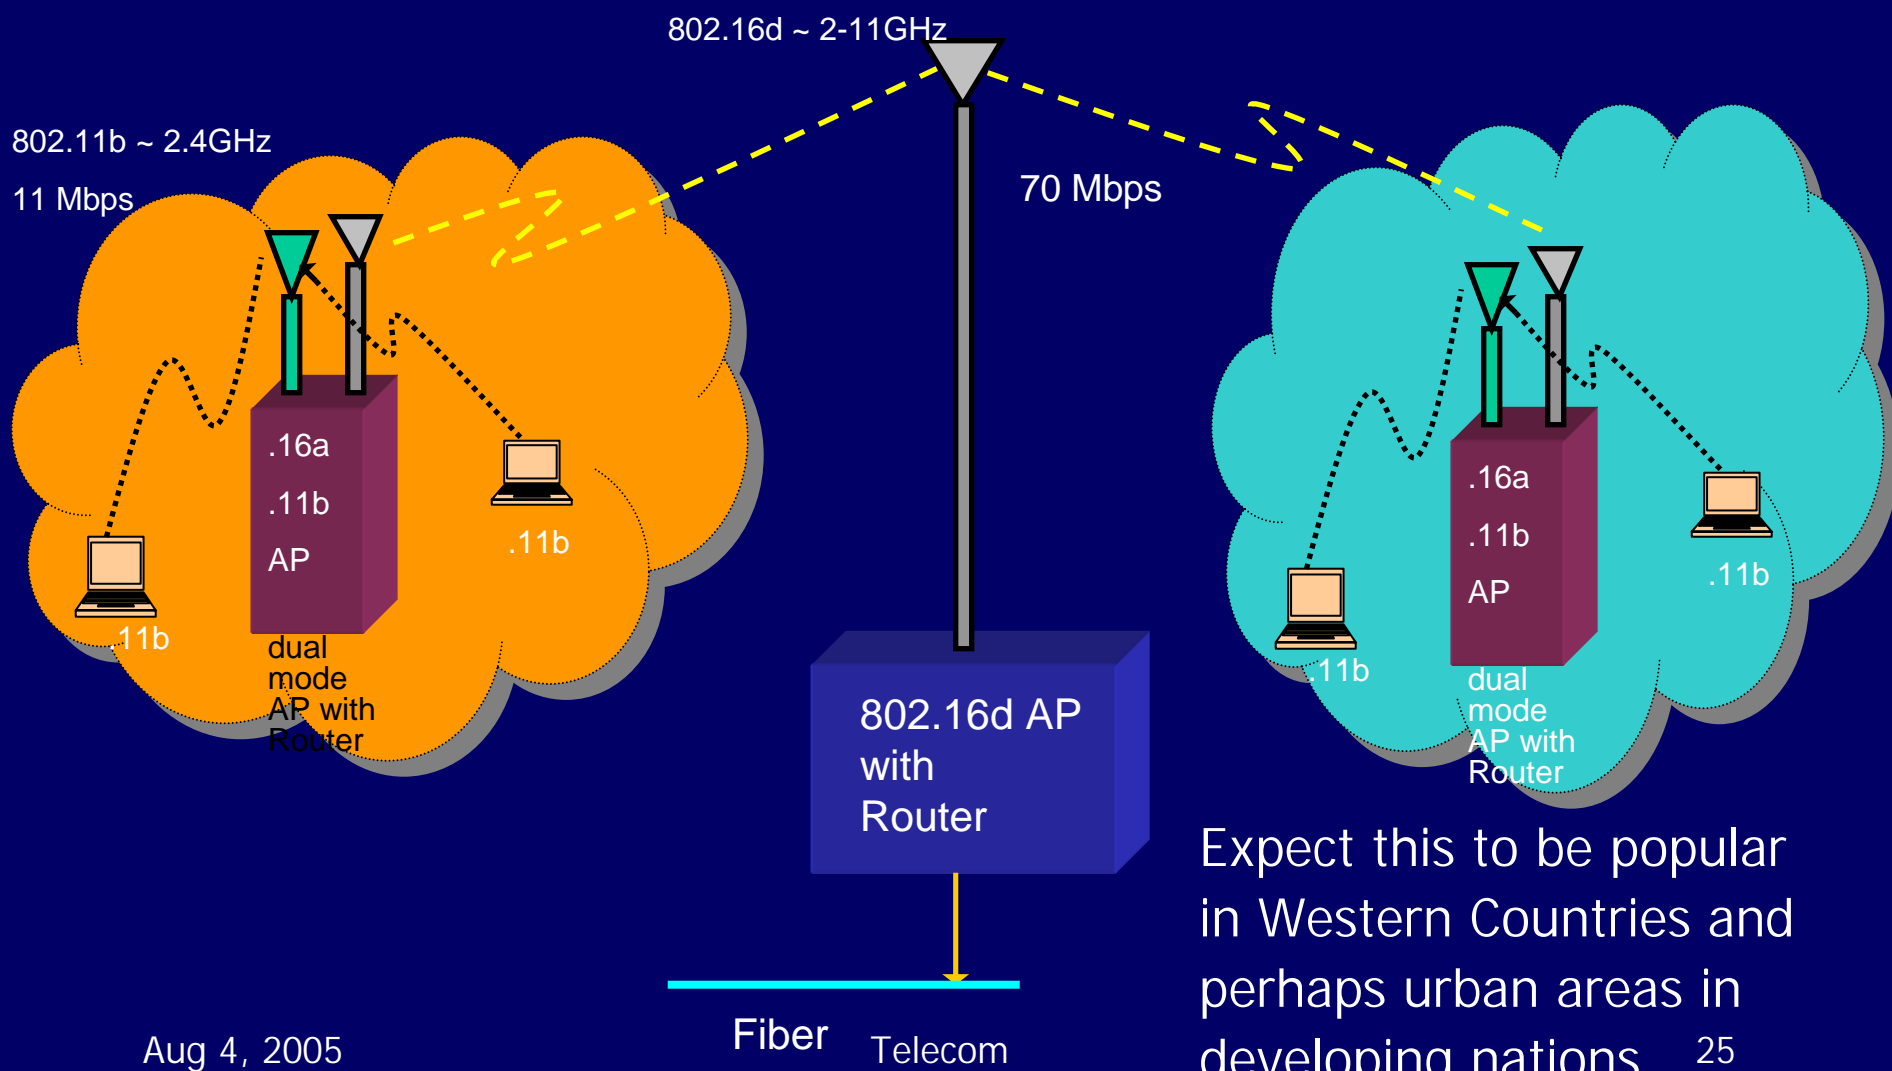 802.16d ~ 2-11GHz
802.11b ~ 2.4GHz
11 Mbps
70 Mbps
.16a
.11b
AP
.11b
.11b
dual
mode
AP with
Router
.16a
.11b
AP
.11b
.11b
dual
mode
AP with
Router
802.16d AP
with
Router
Expect this to be popular
in Western Countries and
perhaps urban areas in
developing nations
Fiber
Aug 4, 2005
Telecom
25